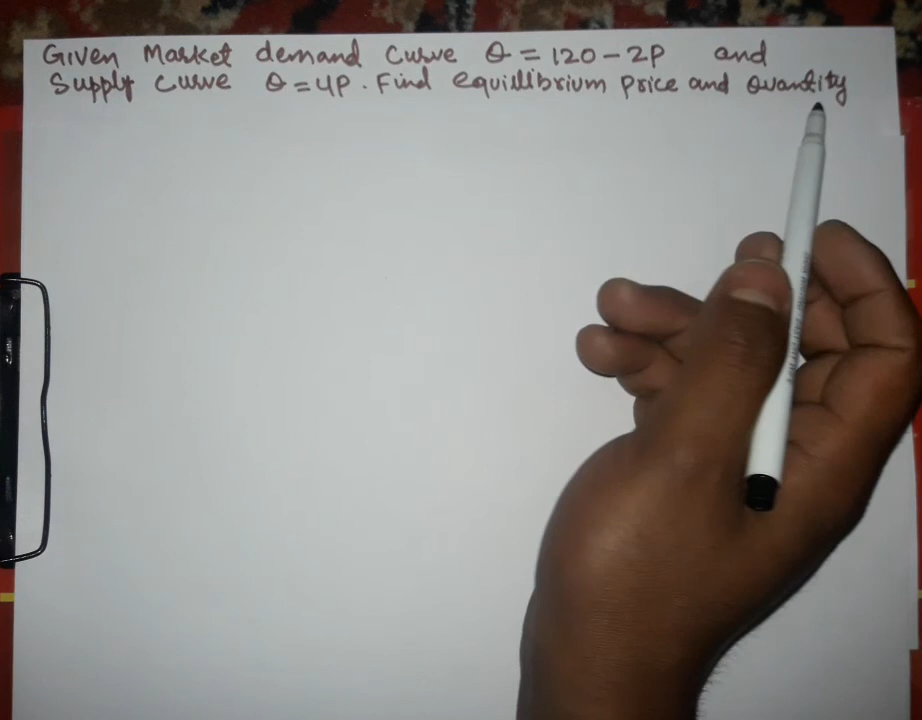 Given Market demand Curve Q = 120 - 2P and
Supply Curve Q = 4P. Find equillibrium Price and Quantity